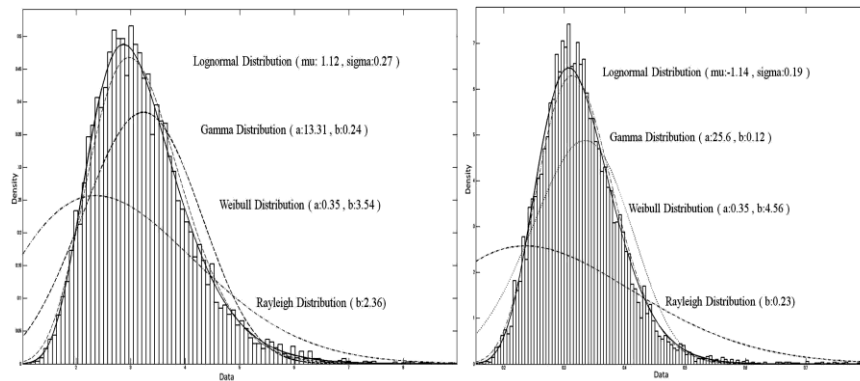 Lognormal Distribution ( mu: 1.12 , sigma:0.27 )
Gamma Distribution ( a:13.31 , b:0.24 )
Weibull Distribution ( a:0.35 , b:3.54 )
Rayleigh Distribution ( b:2.36 )
Density
Data
Lognormal Distribution ( mu:-1.14 , sigma:0.19 )
Gamma Distribution ( a:25.6 , b:0.12 )
Weibull Distribution ( a:0.35 , b:4.56 )
Rayleigh Distribution ( b:0.23 )
Density
Data